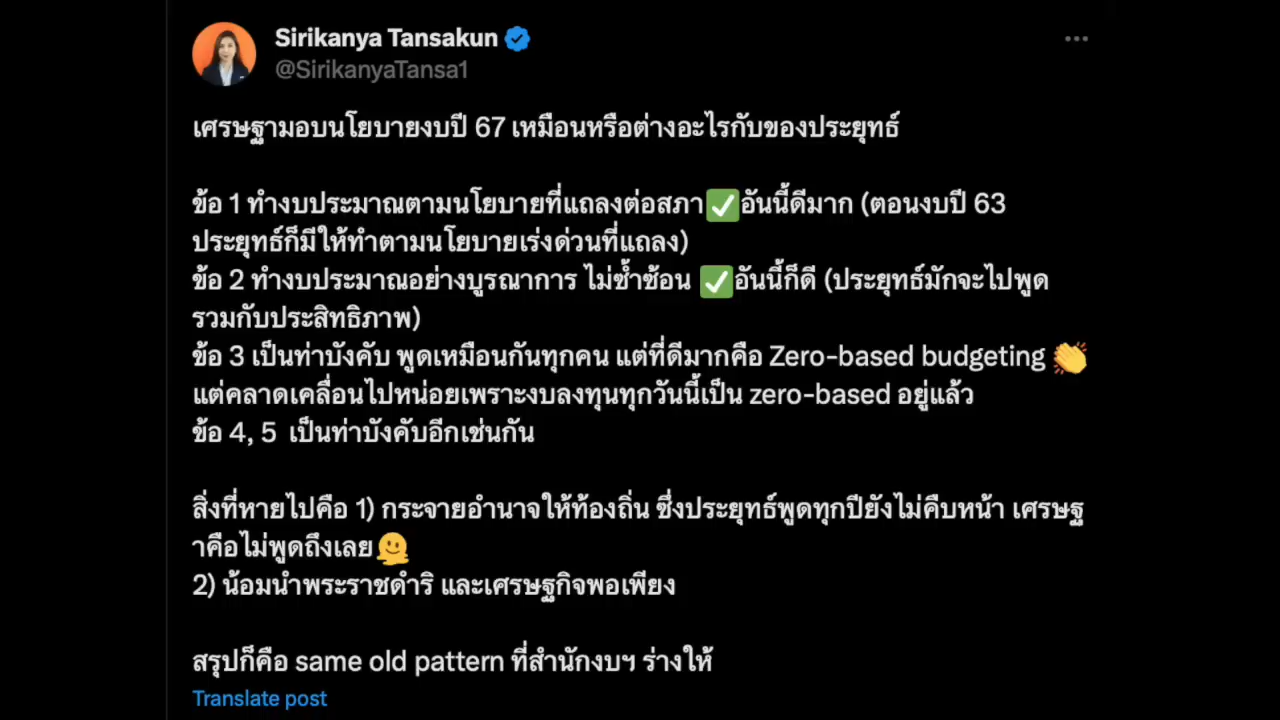 Sirikanya Tansakun
@SirikanyaTansa1
เศรษฐามอบนโยบายงบปี 67 เหมือนหรือต่างอะไรกับของประยุทธ์
ข้อ 1 ทำงบประมาณตามนโยบายที่แถลงต่อสภา✅อันนี้ดีมาก (ตอนงบปี 63
ประยุทธ์ก็มีให้ทำตามนโยบายเร่งด่วนที่แถลง)
ข้อ 2 ทำงบประมาณอย่างบูรณาการ ไม่ซ้ำซ้อน ✅อันนี้ก็ดี (ประยุทธ์มักจะไปพูด
รวมกับประสิทธิภาพ)
ข้อ 3 เป็นท่าบังคับ พูดเหมือนกันทุกคน แต่ที่ดีมากคือ Zero-based budgeting 👏
แต่คลาดเคลื่อนไปหน่อยเพราะงบลงทุนทุกวันนี้เป็น zero-based อยู่แล้ว
ข้อ 4, 5 เป็นท่าบังคับอีกเช่นกัน
สิ่งที่หายไปคือ 1) กระจายอำนาจให้ท้องถิ่น ซึ่งประยุทธ์พูดทุกปียังไม่คืบหน้า เศรษฐ
าคือไม่พูดถึงเลย🫠
2) น้อมนำพระราชดำริ และเศรษฐกิจพอเพียง
สรุปก็คือ same old pattern ที่สำนักงบฯ ร่างให้
Translate post